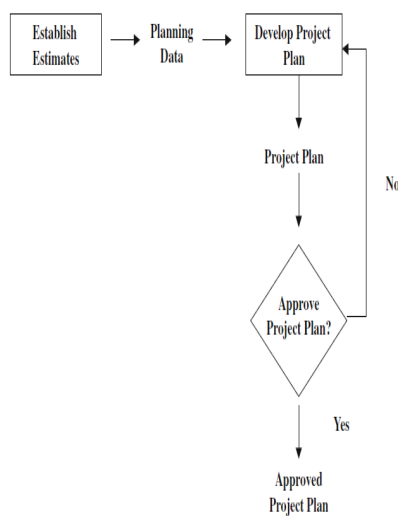 Establish
Estimates
Planning
Data
Develop Project
Plan
Project Plan
No
Approve
Project Plan?
Yes
Approved
Project Plan